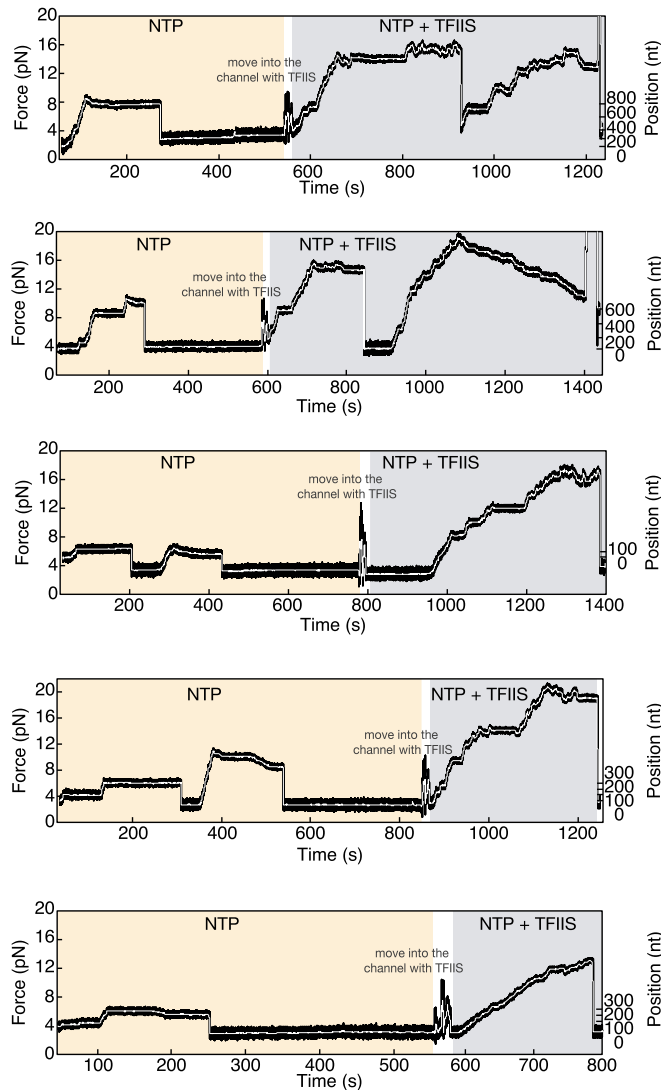 NTP
NTP + TFIIS
move into the
channel with TFIIS
Force (pN)
20
16
12
8
4
0
800
600
400
200
0
Position (nt)
200
400
600
800
1000
1200
Time (s)
NTP
NTP + TFIIS
move into the
channel with TFIIS
Force (pN)
20
16
12
8
4
0
600
400
200
0
Position (nt)
200
400
600
800
1000
1200
1400
Time (s)
NTP
NTP + TFIIS
move into the
channel with TFIIS
Force (pN)
20
16
12
8
4
0
100
0
Position (nt)
200
400
600
800
1000
1200
1400
Time (s)
NTP
NTP + TFIIS
move into the
channel with TFIIS
Force (pN)
20
16
12
8
4
0
300
200
100
0
Position (nt)
200
400
600
800
1000
1200
Time (s)
NTP
NTP + TFIIS
move into the
channel with TFIIS
Force (pN)
20
16
12
8
4
0
300
200
100
0
Position (nt)
100
200
300
400
500
600
700
800
Time (s)